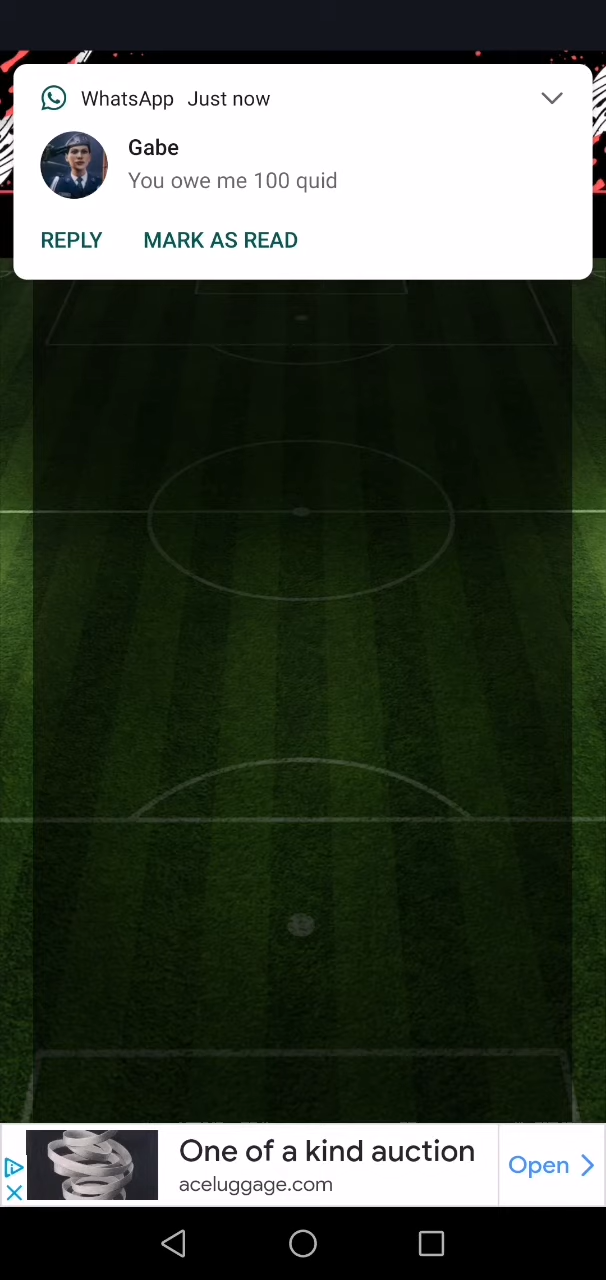 WhatsApp Just now
Gabe
You owe me 100 quid
REPLY MARK AS READ
One of a kind auction
aceluggage.com
Open